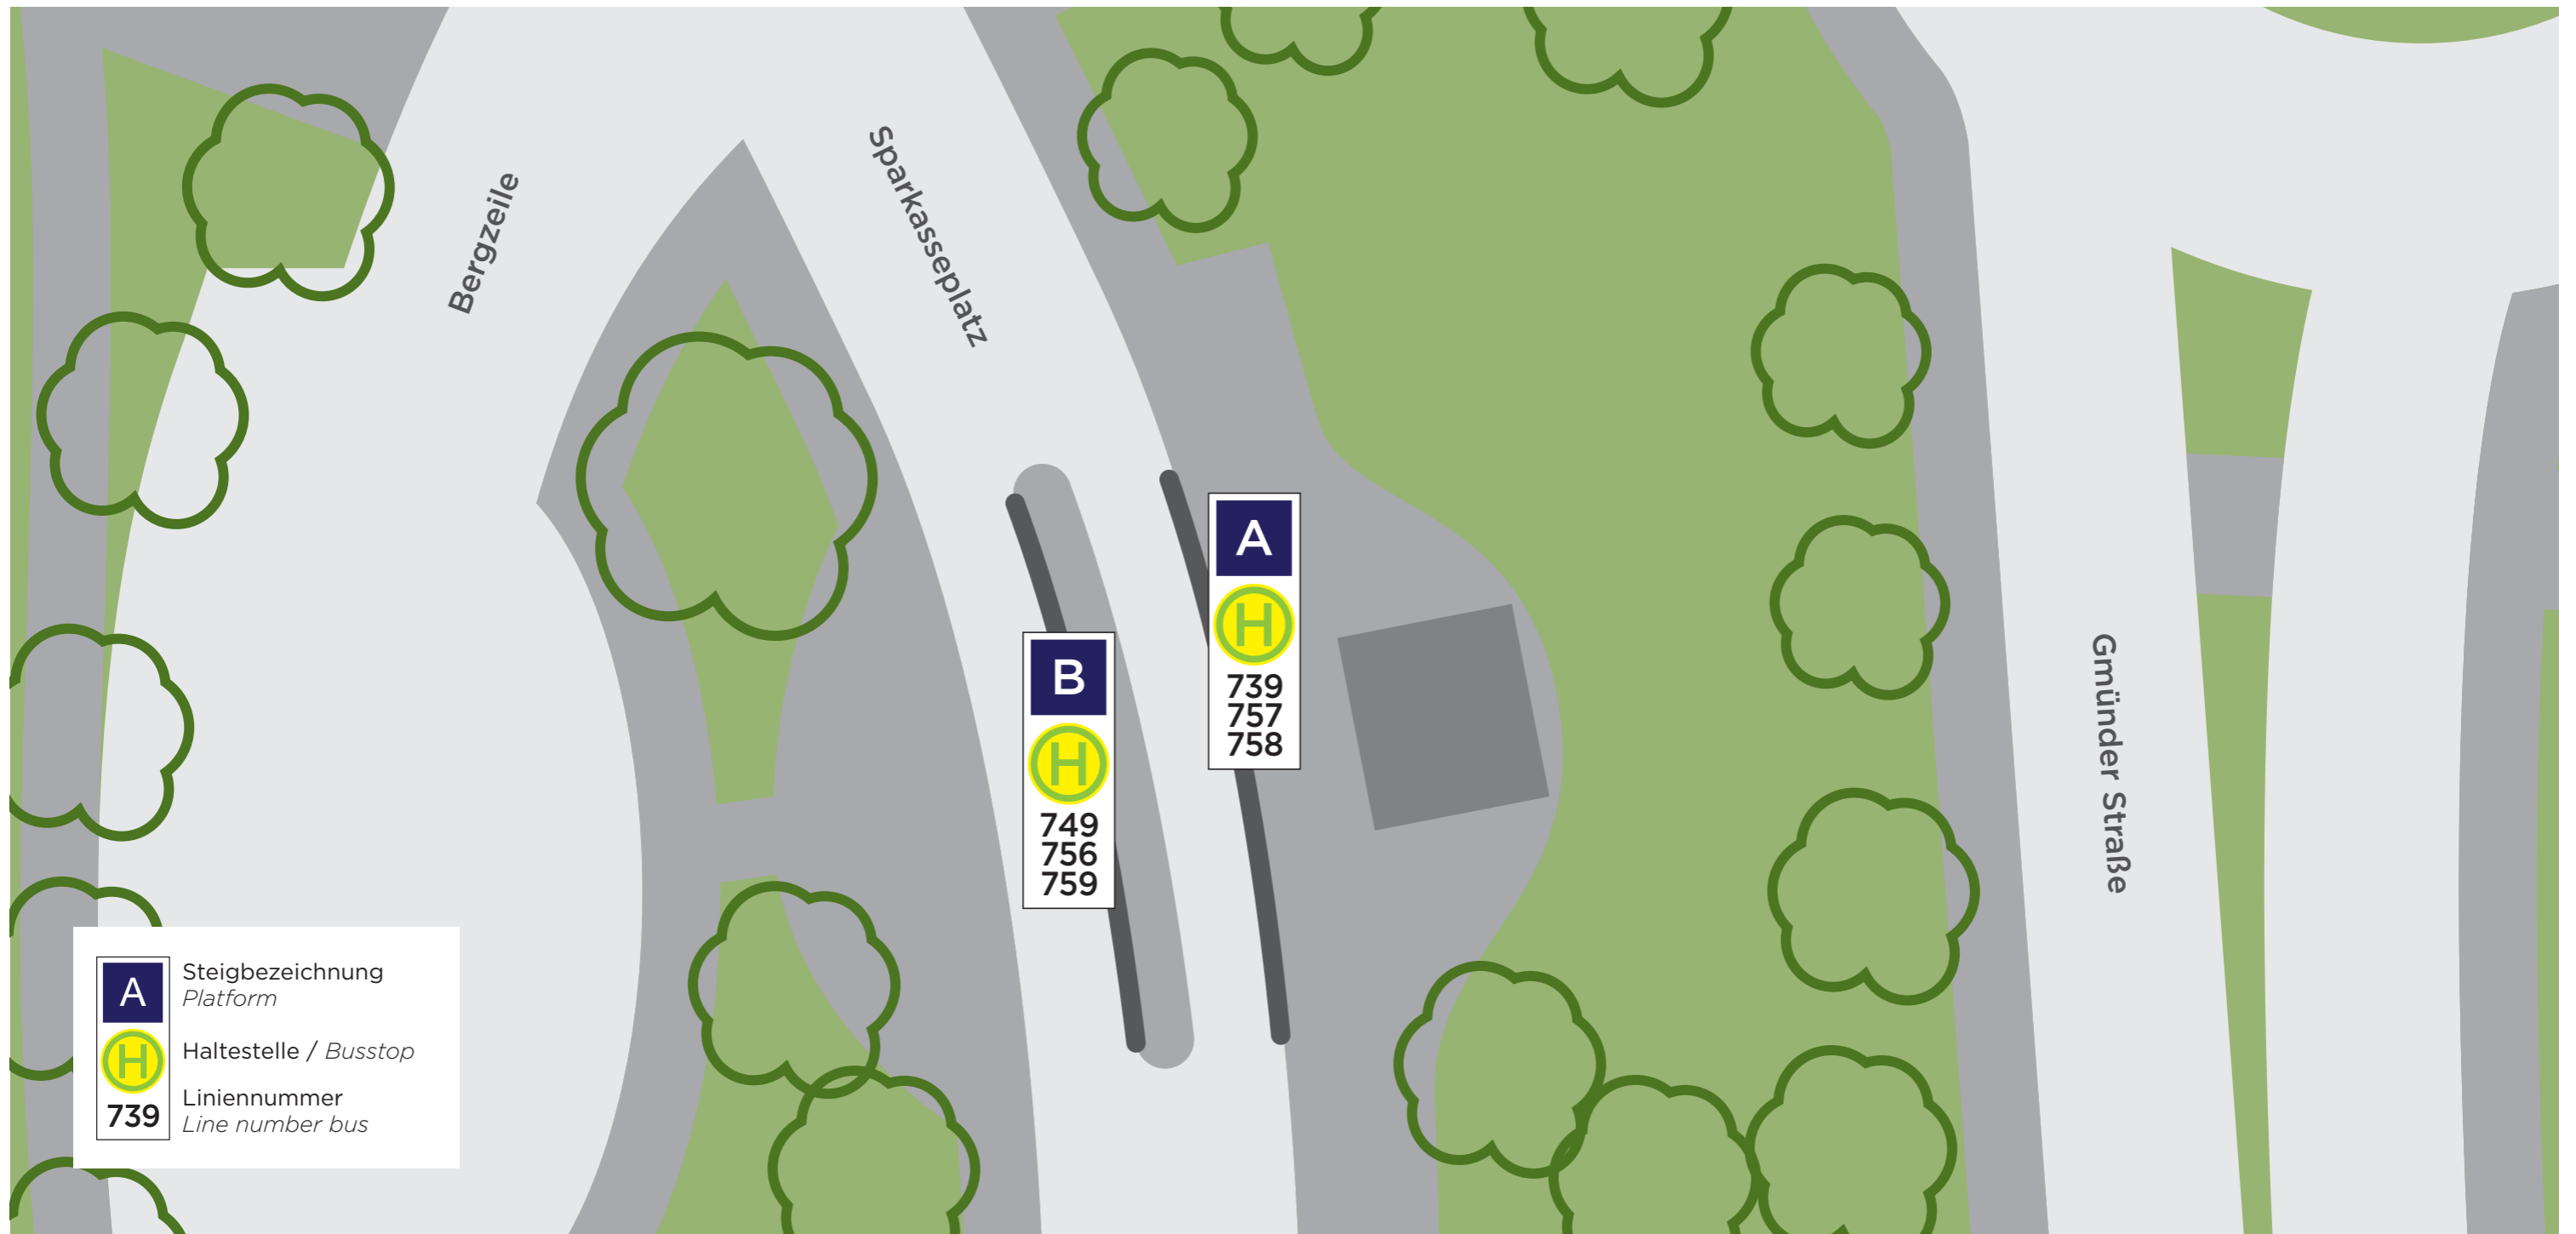 Bergzeile
Sparkasseplatz
A
H
739
757
758
B
H
749
756
759
Gmünder Straße
A
Steigbezeichnung
Platform
H
Haltestelle / Busstop
739
Liniennummer
Line number bus